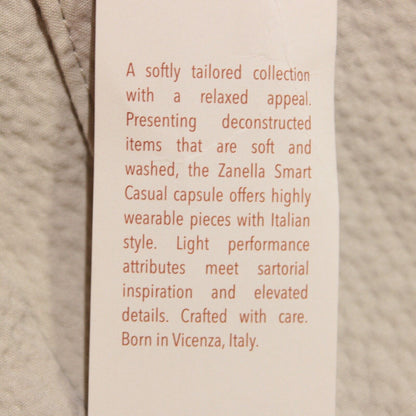 A softly tailored collection
with a relaxed appeal.
Presenting deconstructed
items that are soft and
washed, the Zanella Smart
Casual capsule offers highly
wearable pieces with Italian
style. Light performance
attributes meet sartorial
inspiration and elevated
details. Crafted with care.
Born in Vicenza, Italy.